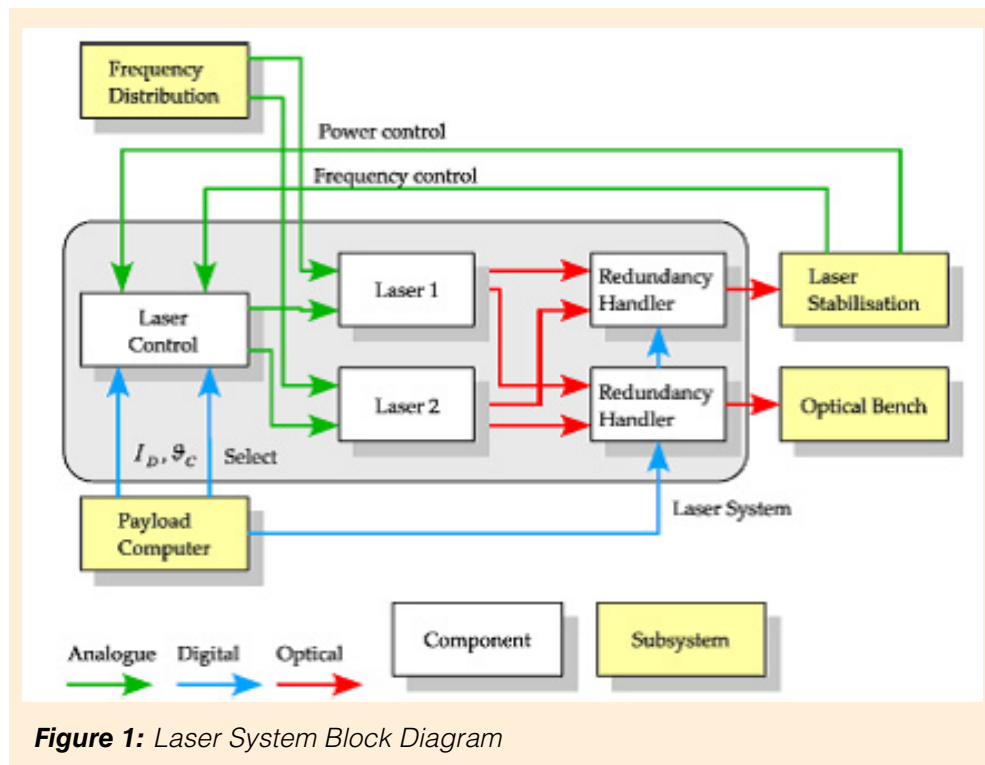 Frequency
Distribution
Power control
Frequency control
Laser
Control
Laser 1
Laser 2
Redundancy
Handler
Redundancy
Handler
Laser
Stabilisation
Optical Bench
I_D, ϑ_C
Select
Payload
Computer
Laser System
Analogue
Digital
Optical
Component
Subsystem
Figure 1: Laser System Block Diagram